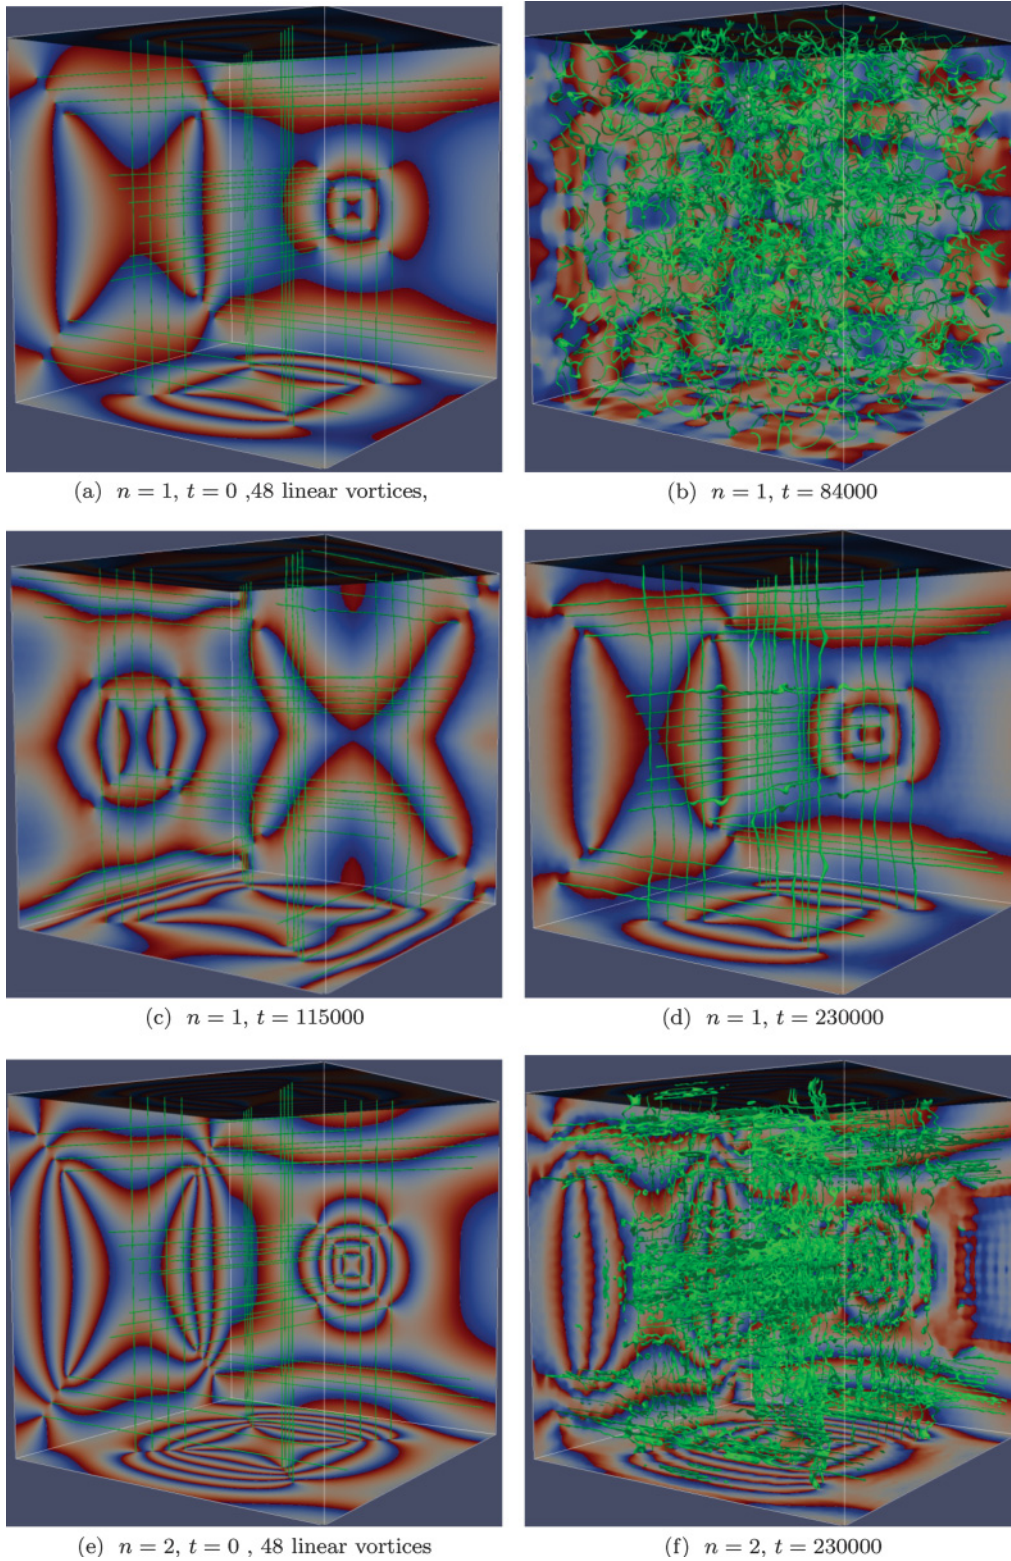 (a) n = 1, t = 0 ,48 linear vortices,
(b) n = 1, t = 84000
(c) n = 1, t = 115000
(d) n = 1, t = 230000
(e) n = 2, t = 0 , 48 linear vortices
(f) n = 2, t = 230000